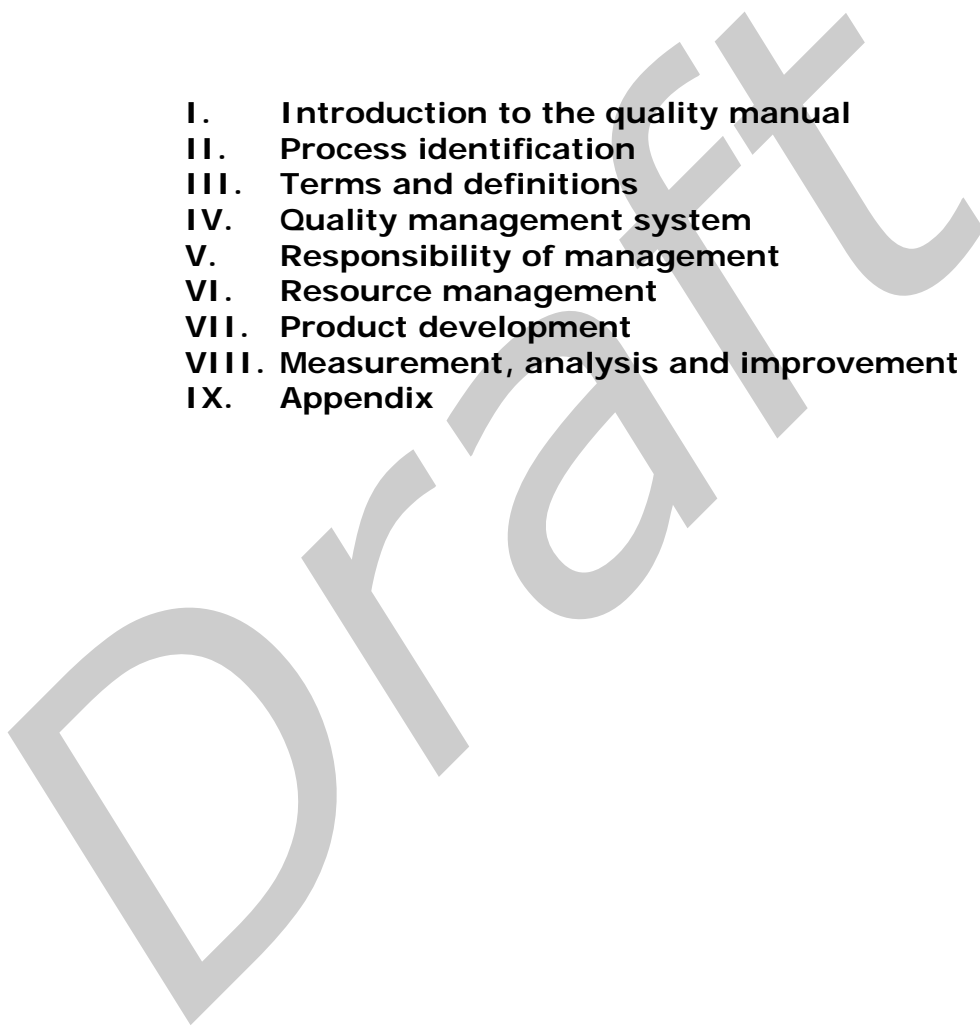 I. Introduction to the quality manual
II. Process identification
III. Terms and definitions
IV. Quality management system
V. Responsibility of management
VI. Resource management
VII. Product development
VIII. Measurement, analysis and improvement
IX. Appendix
Draft